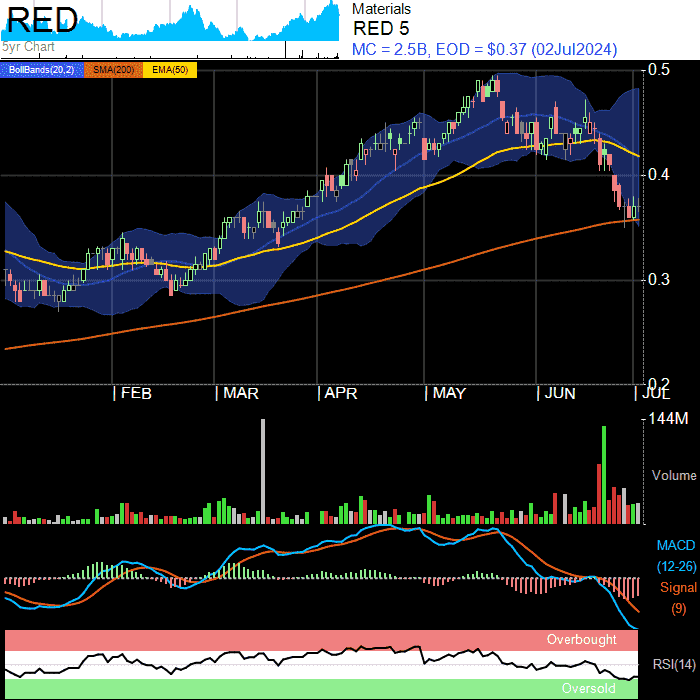 RED
5yr Chart
Materials
RED 5
MC = 2.5B, EOD = $0.37 (02Jul2024)
BollBands(20,2) SMA(200) EMA(50)
0.5
0.4
0.3
0.2
FEB MAR APR MAY JUN JUL
144M
Volume
MACD
(12-26)
Signal
(9)
Overbought
RSI(14)
Oversold